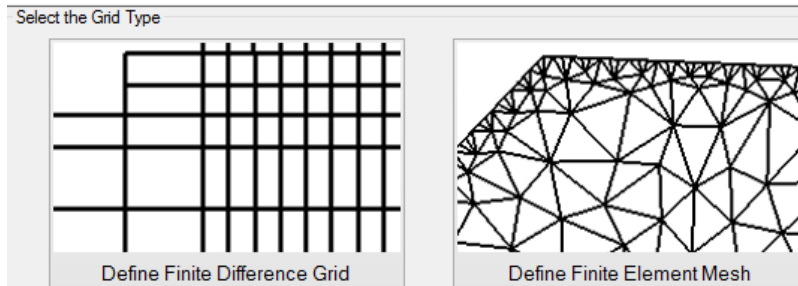 Select the Grid Type
Define Finite Difference Grid
Define Finite Element Mesh